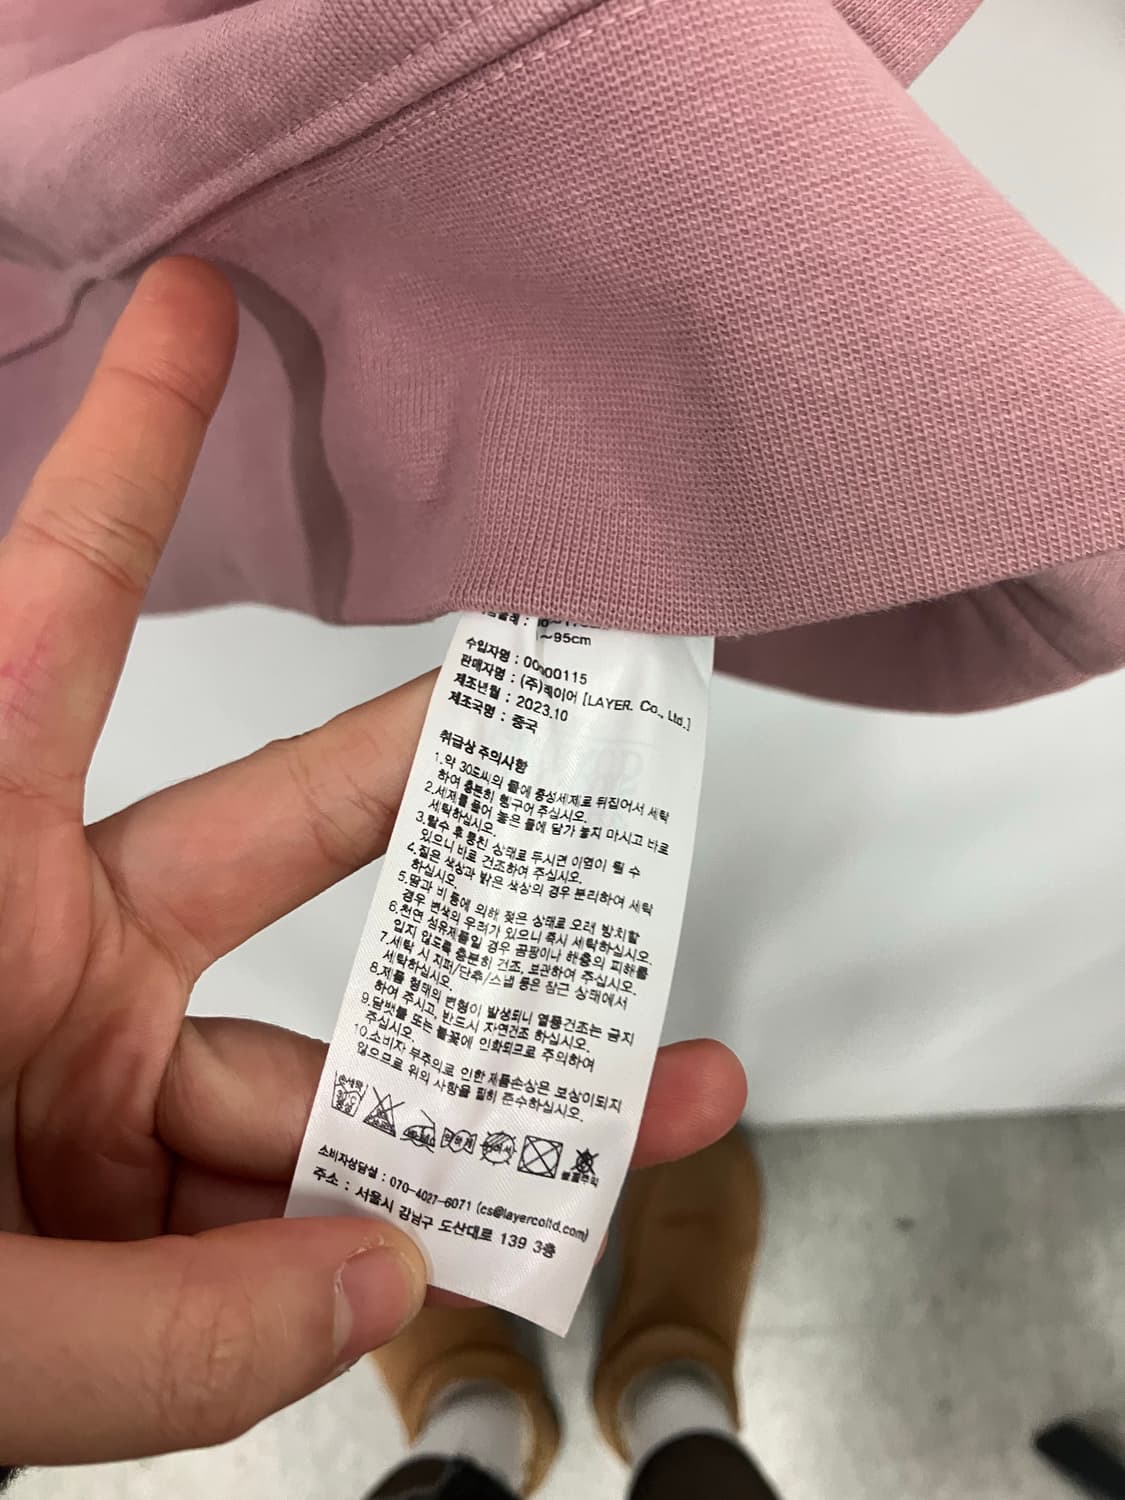 ~95cm
수입자명 : 00000115
판매자명 : (주)레이어 [LAYER. Co., Ltd.]
제조년월 : 2023.10
제조국명 : 중국
취급상 주의사항
1.약 30도씨의 물에 중성세제로 뒤집어서 세탁
하여 충분히 헹구어 주십시오.
2.세제를 풀어 놓은 물에 담가 놓지 마시고 바로
세탁하십시오.
3.탈수 후 뭉친 상태로 두시면 이염이 될 수
있으니 바로 건조하여 주십시오.
4.짙은 색상과 밝은 색상의 경우 분리하여 세탁
하십시오.
5.땀과 비 등에 의해 젖은 상태로 오래 방치할
경우 변색의 우려가 있으니 즉시 세탁하십시오.
6.천연 섬유제품일 경우 곰팡이나 해충의 피해를
입지 않도록 충분히 건조, 보관하여 주십시오.
7.세탁 시 지퍼/단추/스냅 등은 잠근 상태에서
세탁하십시오.
8.제품 형태의 변형이 발생되니 열풍건조는 금지
하여 주시고, 반드시 자연건조 하십시오.
9.담뱃불 또는 불꽃에 인화되므로 주의하여
주십시오.
10.소비자 부주의로 인한 제품손상은 보상이되지
않으므로 위의 사항을 필히 준수하십시오.
손세탁
30℃
중성
약하게
드라이
소비자상담실 : 070-4027-6071 (cs@layercoltd.com)
주소 : 서울시 강남구 도산대로 139 3층